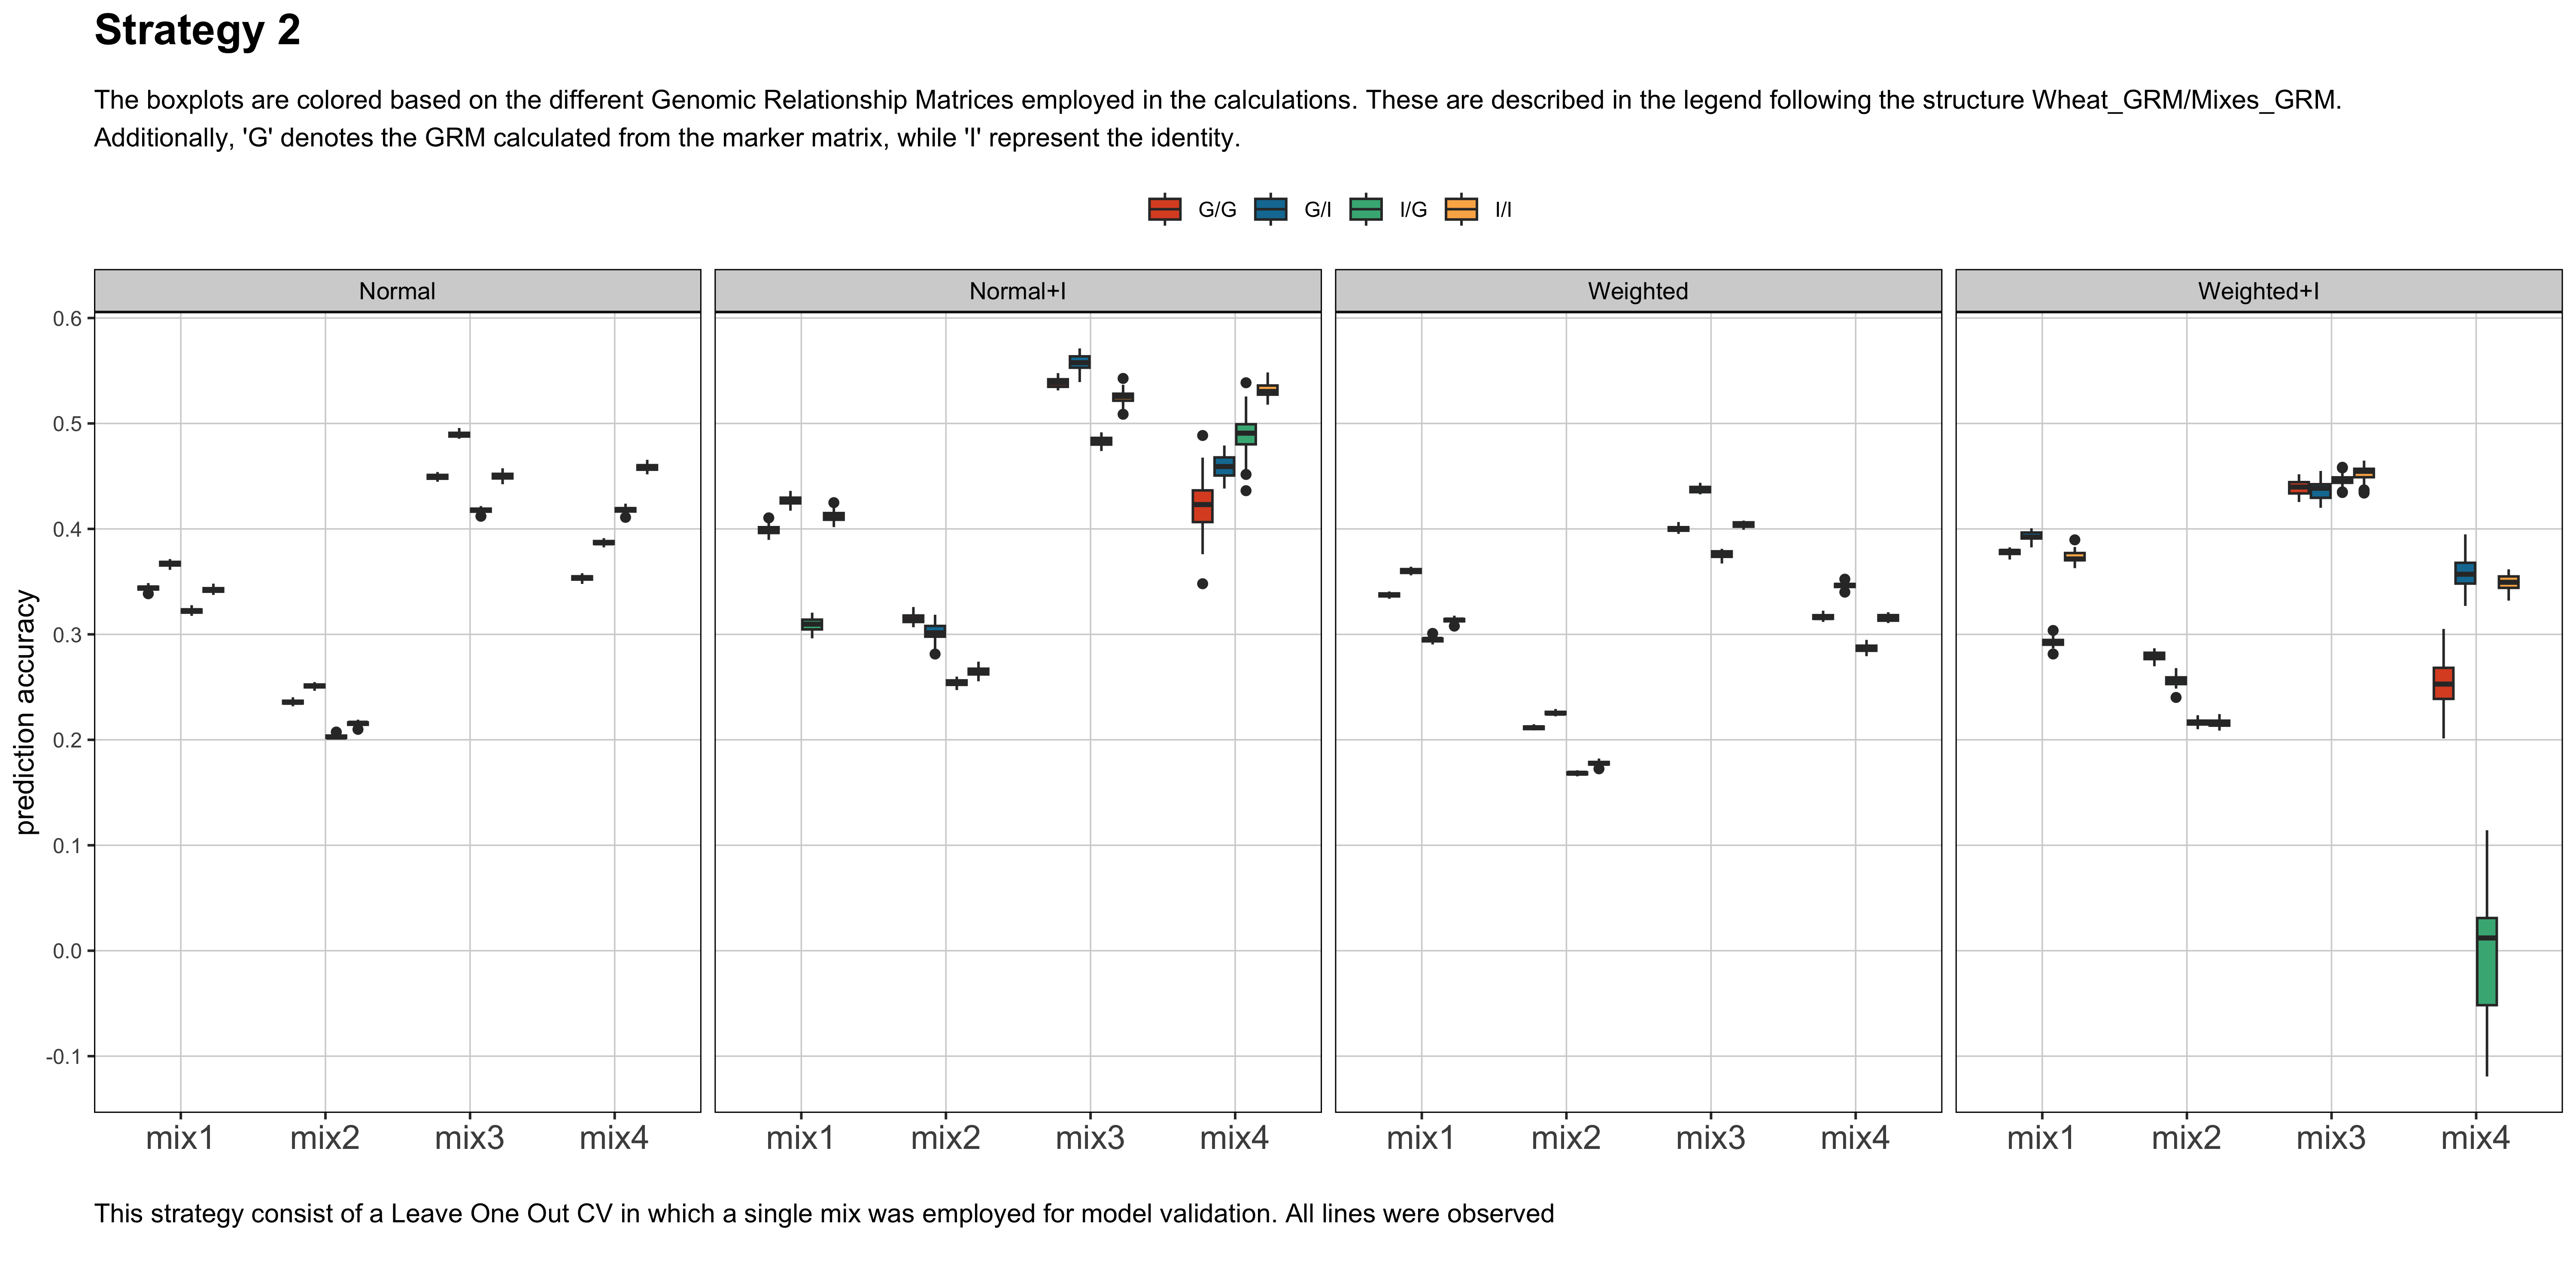 Strategy 2
The boxplots are colored based on the different Genomic Relationship Matrices employed in the calculations. These are described in the legend following the structure Wheat_GRM/Mixes_GRM.
Additionally, 'G' denotes the GRM calculated from the marker matrix, while 'I' represent the identity.
G/G G/I I/G I/I
Normal Normal+I Weighted Weighted+I
prediction accuracy
0.6
0.5
0.4
0.3
0.2
0.1
0.0
-0.1
mix1 mix2 mix3 mix4 mix1 mix2 mix3 mix4 mix1 mix2 mix3 mix4 mix1 mix2 mix3 mix4
This strategy consist of a Leave One Out CV in which a single mix was employed for model validation. All lines were observed